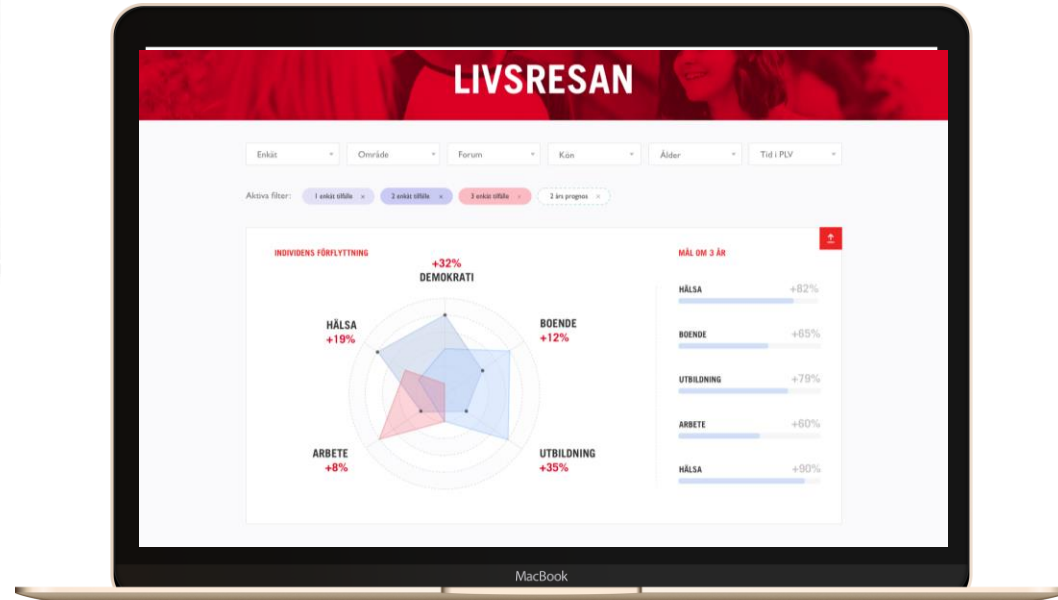 LIVSRESAN
Enkät
Område
Forum
Kön
Ålder
Tid i PLV
Aktiva filter:
1 enkät tillfälle ×
2 enkät tillfälle ×
3 enkät tillfälle ×
2 års prognos ×
INDIVIDENS FÖRFLYTTNING
+32%
DEMOKRATI
HÄLSA
+19%
BOENDE
+12%
ARBETE
+8%
UTBILDNING
+35%
MÅL OM 3 ÅR
HÄLSA +82%
BOENDE +65%
UTBILDNING +79%
ARBETE +60%
HÄLSA +90%
MacBook